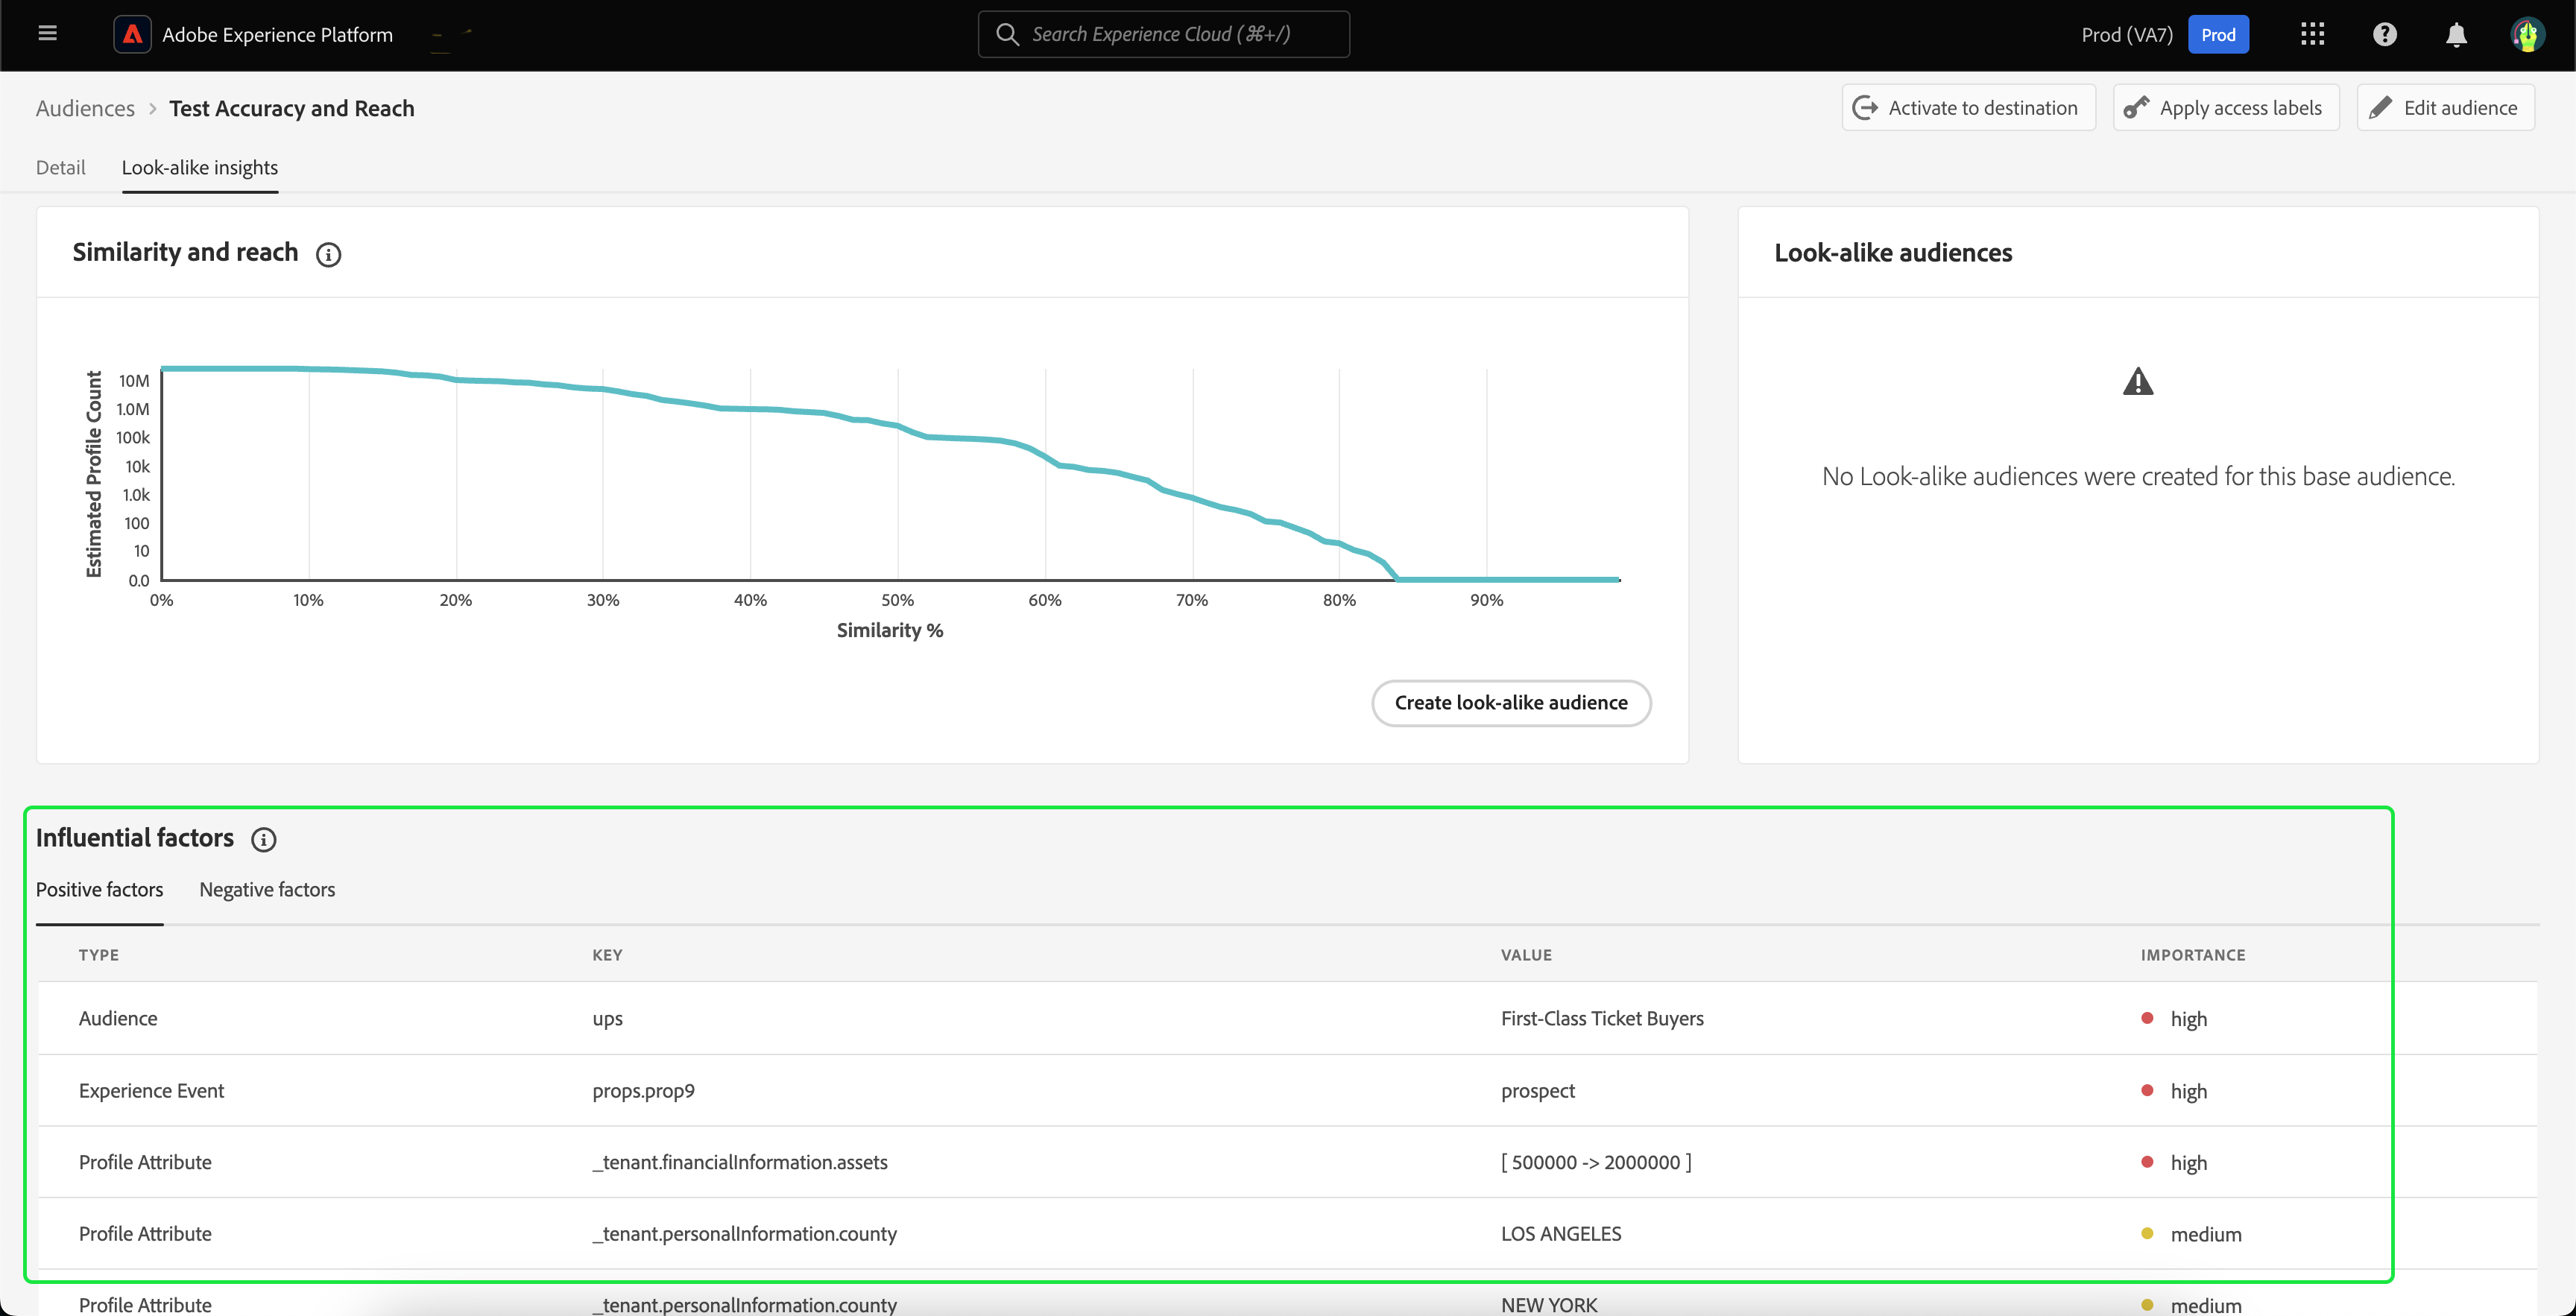 Adobe Experience Platform
Search Experience Cloud (⌘+/)
Prod (VA7)
Prod
Audiences > Test Accuracy and Reach
Activate to destination
Apply access labels
Edit audience
Detail
Look-alike insights
Similarity and reach
Estimated Profile Count
10M
1.0M
100k
10k
1.0k
100
10
0.0
0% 10% 20% 30% 40% 50% 60% 70% 80% 90%
Similarity %
Create look-alike audience
Look-alike audiences
No Look-alike audiences were created for this base audience.
Influential factors
Positive factors
Negative factors
TYPE KEY VALUE IMPORTANCE
Audience ups First-Class Ticket Buyers high
Experience Event props.prop9 prospect high
Profile Attribute _tenant.financialInformation.assets [ 500000 -> 2000000 ] high
Profile Attribute _tenant.personalInformation.county LOS ANGELES medium
Profile Attribute _tenant.personalInformation.county NEW YORK medium